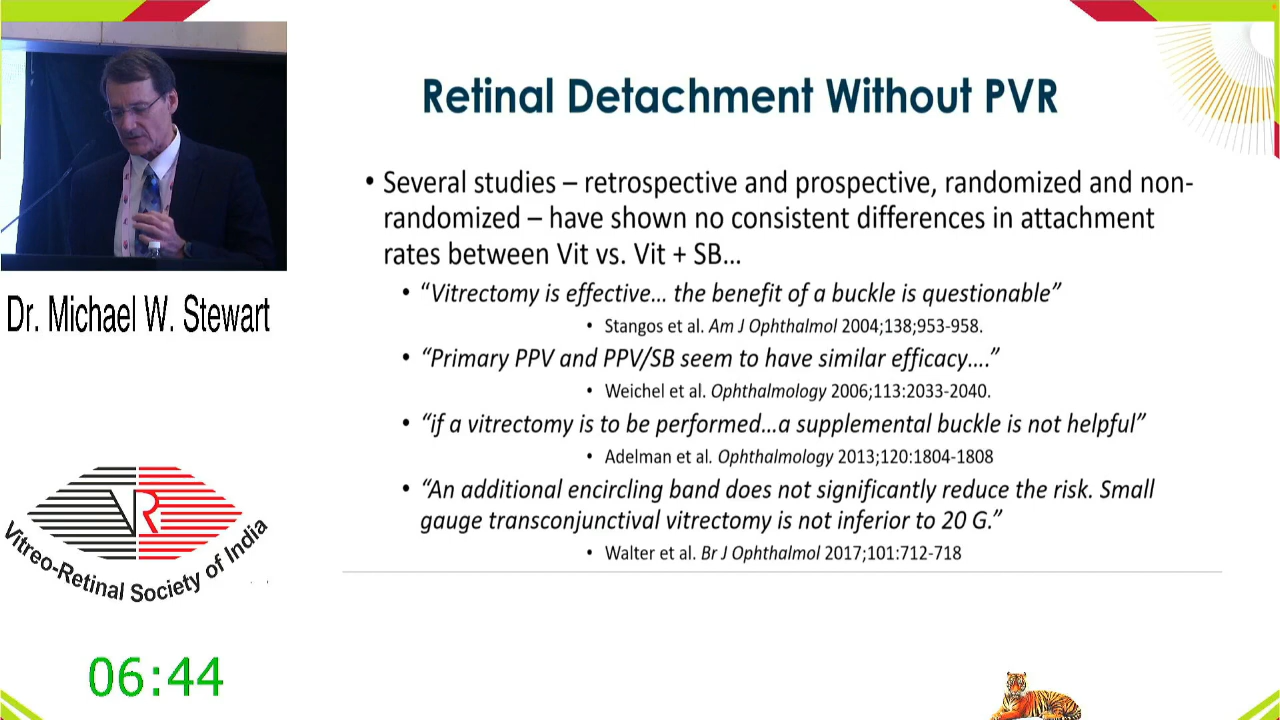 Retinal Detachment Without PVR
• Several studies – retrospective and prospective, randomized and non-
randomized – have shown no consistent differences in attachment
rates between Vit vs. Vit + SB…
• “Vitrectomy is effective… the benefit of a buckle is questionable”
• Stangos et al. Am J Ophthalmol 2004;138;953-958.
• “Primary PPV and PPV/SB seem to have similar efficacy….”
• Weichel et al. Ophthalmology 2006;113:2033-2040.
• “if a vitrectomy is to be performed…a supplemental buckle is not helpful”
• Adelman et al. Ophthalmology 2013;120:1804-1808
• “An additional encircling band does not significantly reduce the risk. Small
gauge transconjunctival vitrectomy is not inferior to 20 G.”
• Walter et al. Br J Ophthalmol 2017;101:712-718
Dr. Michael W. Stewart
VR
Vitreo-Retinal Society of India
06:44